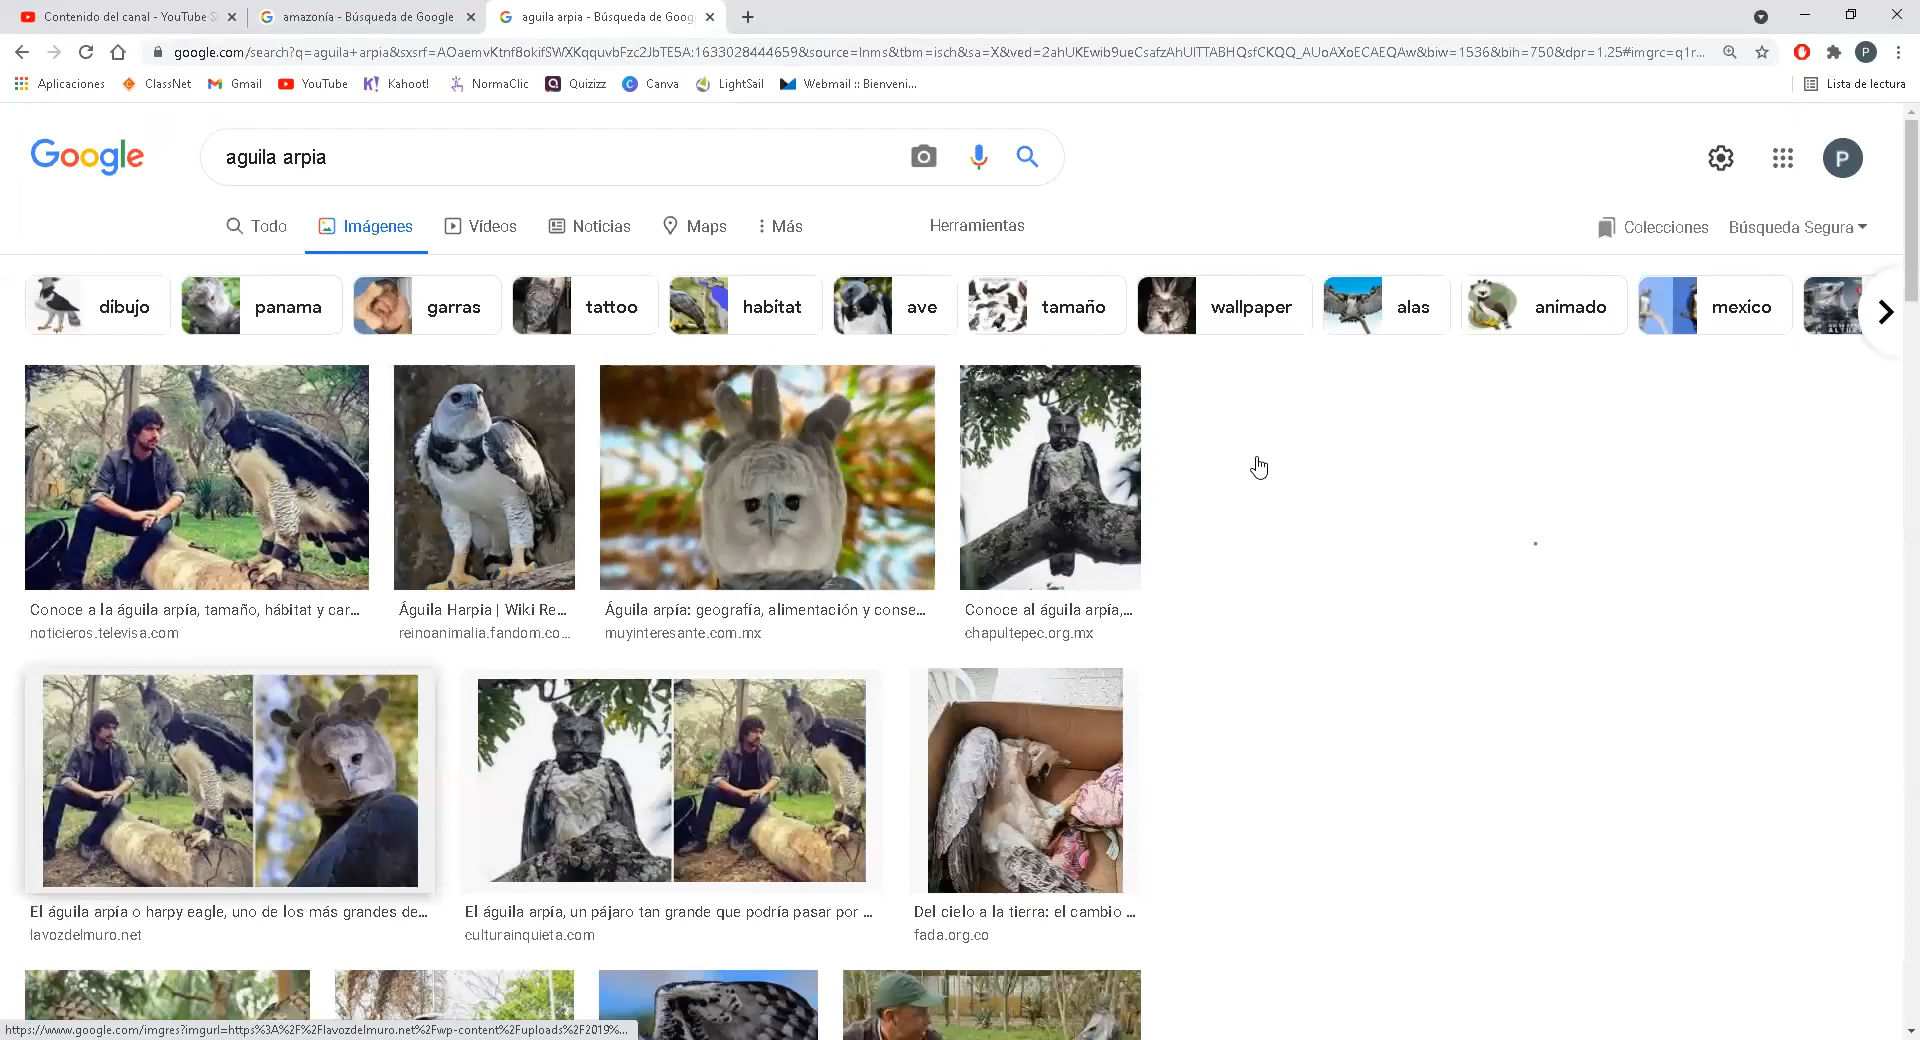 Contenido del canal - YouTube S
amazonía - Búsqueda de Google
aguila arpia - Búsqueda de Goog
google.com/search?q=aguila+arpia&sxsrf=AOaemvKtnf8okifSWXKqquvbFzc2JbTE5A:1633028444659&source=lnms&tbm=isch&sa=X&ved=2ahUKEwib9ueCsafzAhUITTABHQsfCKQQ_AUoAXoECAEQAw&biw=1536&bih=750&dpr=1.25#imgrc=q1r...
Aplicaciones ClassNet Gmail YouTube Kahoot! NormaClic Quizizz Canva LightSail Webmail :: Bienveni... Lista de lectura
Google
aguila arpia
P
Todo Imágenes Vídeos Noticias Maps Más Herramientas Colecciones Búsqueda Segura
dibujo panama garras tattoo habitat ave tamaño wallpaper alas animado mexico
Conoce a la águila arpía, tamaño, hábitat y car...
noticieros.televisa.com
Águila Harpia | Wiki Re...
reinoanimalia.fandom.co...
Águila arpía: geografía, alimentación y conse...
muyinteresante.com.mx
Conoce al águila arpía,...
chapultepec.org.mx
El águila arpía o harpy eagle, uno de los más grandes de...
lavozdelmuro.net
El águila arpía, un pájaro tan grande que podría pasar por ...
culturainquieta.com
Del cielo a la tierra: el cambio ...
fada.org.co
https://www.google.com/imgres?imgurl=https%3A%2F%2Flavozdelmuro.net%2Fwp-content%2Fuploads%2F2019%...